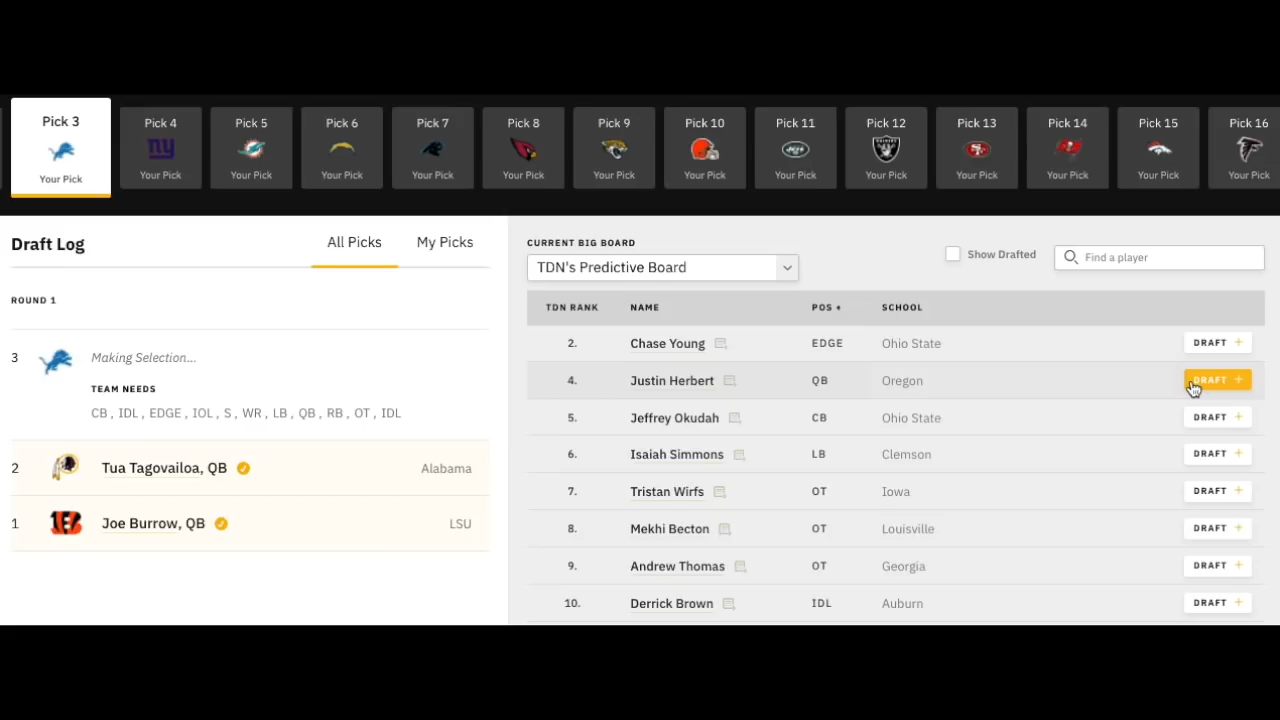 Pick 3
Your Pick
Pick 4
Your Pick
Pick 5
Your Pick
Pick 6
Your Pick
Pick 7
Your Pick
Pick 8
Your Pick
Pick 9
Your Pick
Pick 10
Your Pick
Pick 11
Your Pick
Pick 12
Your Pick
Pick 13
Your Pick
Pick 14
Your Pick
Pick 15
Your Pick
Pick 16
Your Pick
Draft Log
All Picks My Picks
ROUND 1
3 Making Selection...
TEAM NEEDS
CB , IDL , EDGE , IOL , S , WR , LB , QB , RB , OT , IDL
2 Tua Tagovailoa, QB Alabama
1 Joe Burrow, QB LSU
CURRENT BIG BOARD
TDN's Predictive Board
Show Drafted
Find a player
TDN RANK NAME POS SCHOOL
2. Chase Young EDGE Ohio State DRAFT +
4. Justin Herbert QB Oregon DRAFT +
5. Jeffrey Okudah CB Ohio State DRAFT +
6. Isaiah Simmons LB Clemson DRAFT +
7. Tristan Wirfs OT Iowa DRAFT +
8. Mekhi Becton OT Louisville DRAFT +
9. Andrew Thomas OT Georgia DRAFT +
10. Derrick Brown IDL Auburn DRAFT +